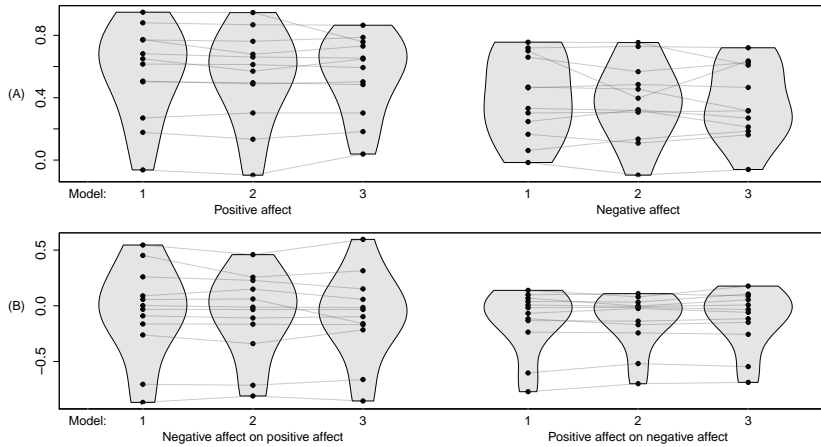 (A)
0.8
0.4
0.0
Model: 1 2 3 1 2 3
Positive affect Negative affect
(B)
0.5
0.0
−0.5
Model: 1 2 3 1 2 3
Negative affect on positive affect Positive affect on negative affect